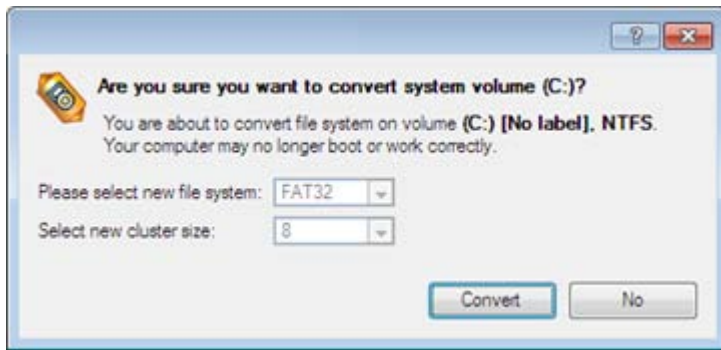 Are you sure you want to convert system volume (C:)?
You are about to convert file system on volume (C:) [No label], NTFS.
Your computer may no longer boot or work correctly.
Please select new file system: FAT32
Select new cluster size: 8
Convert No